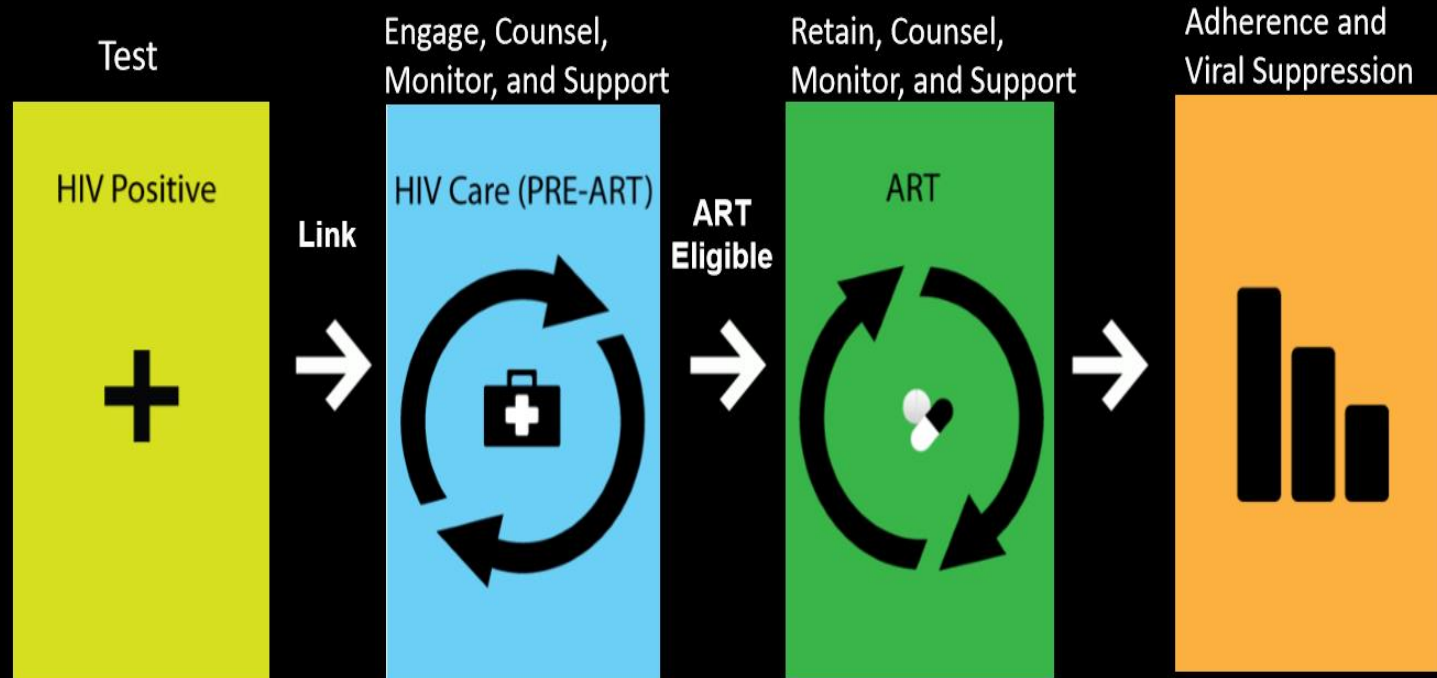 Test
HIV Positive
Link
Engage, Counsel,
Monitor, and Support
HIV Care (PRE-ART)
ART
Eligible
Retain, Counsel,
Monitor, and Support
ART
Adherence and
Viral Suppression